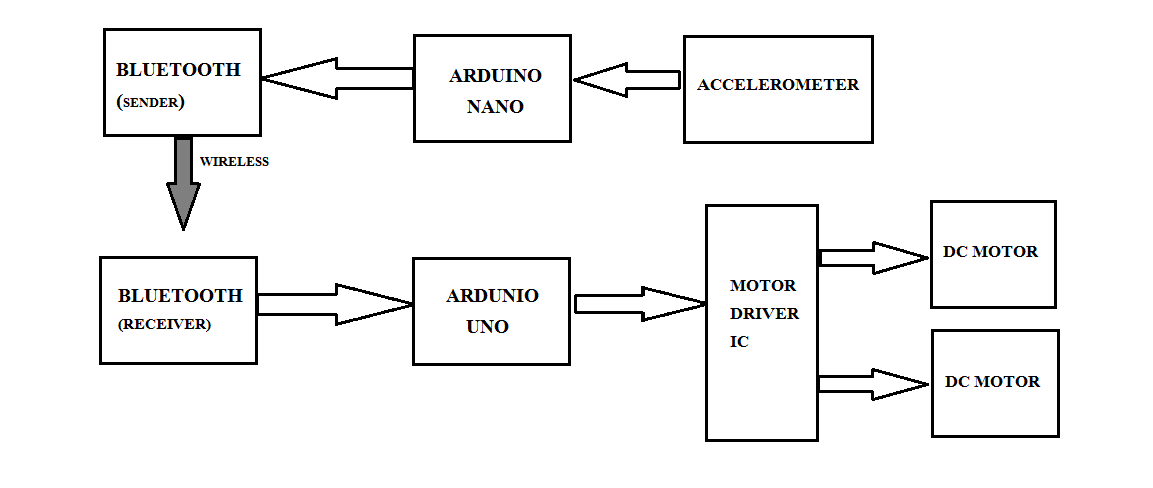 BLUETOOTH
(SENDER)
ARDUINO
NANO
ACCELEROMETER
WIRELESS
BLUETOOTH
(RECEIVER)
ARDUNIO
UNO
MOTOR
DRIVER
IC
DC MOTOR
DC MOTOR